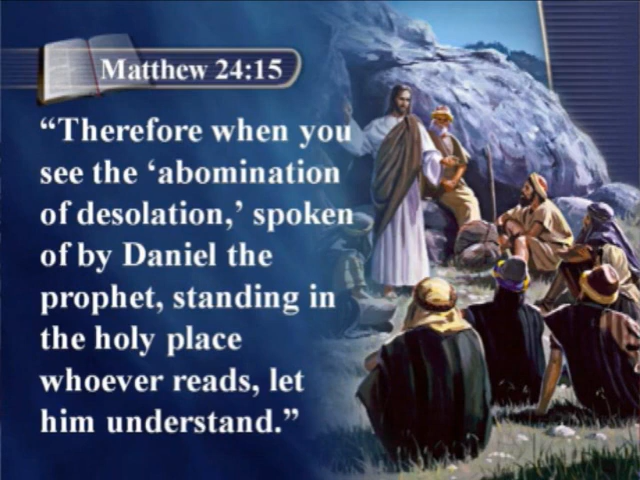 Matthew 24:15
“Therefore when you
see the ‘abomination
of desolation,’ spoken
of by Daniel the
prophet, standing in
the holy place
whoever reads, let
him understand.”